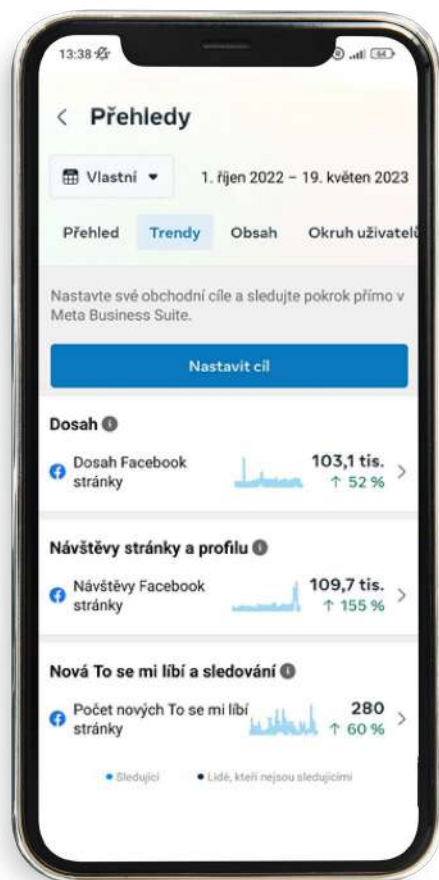 13:38
64
Přehledy
Vlastní
1. říjen 2022 – 19. květen 2023
Přehled Trendy Obsah Okruh uživatelů
Nastavte své obchodní cíle a sledujte pokrok přímo v
Meta Business Suite.
Nastavit cíl
Dosah
Dosah Facebook
stránky
103,1 tis.
↑ 52 %
Návštěvy stránky a profilu
Návštěvy Facebook
stránky
109,7 tis.
↑ 155 %
Nová To se mi líbí a sledování
Počet nových To se mi líbí
stránky
280
↑ 60 %
Sledující
Lidé, kteří nejsou sledujícími